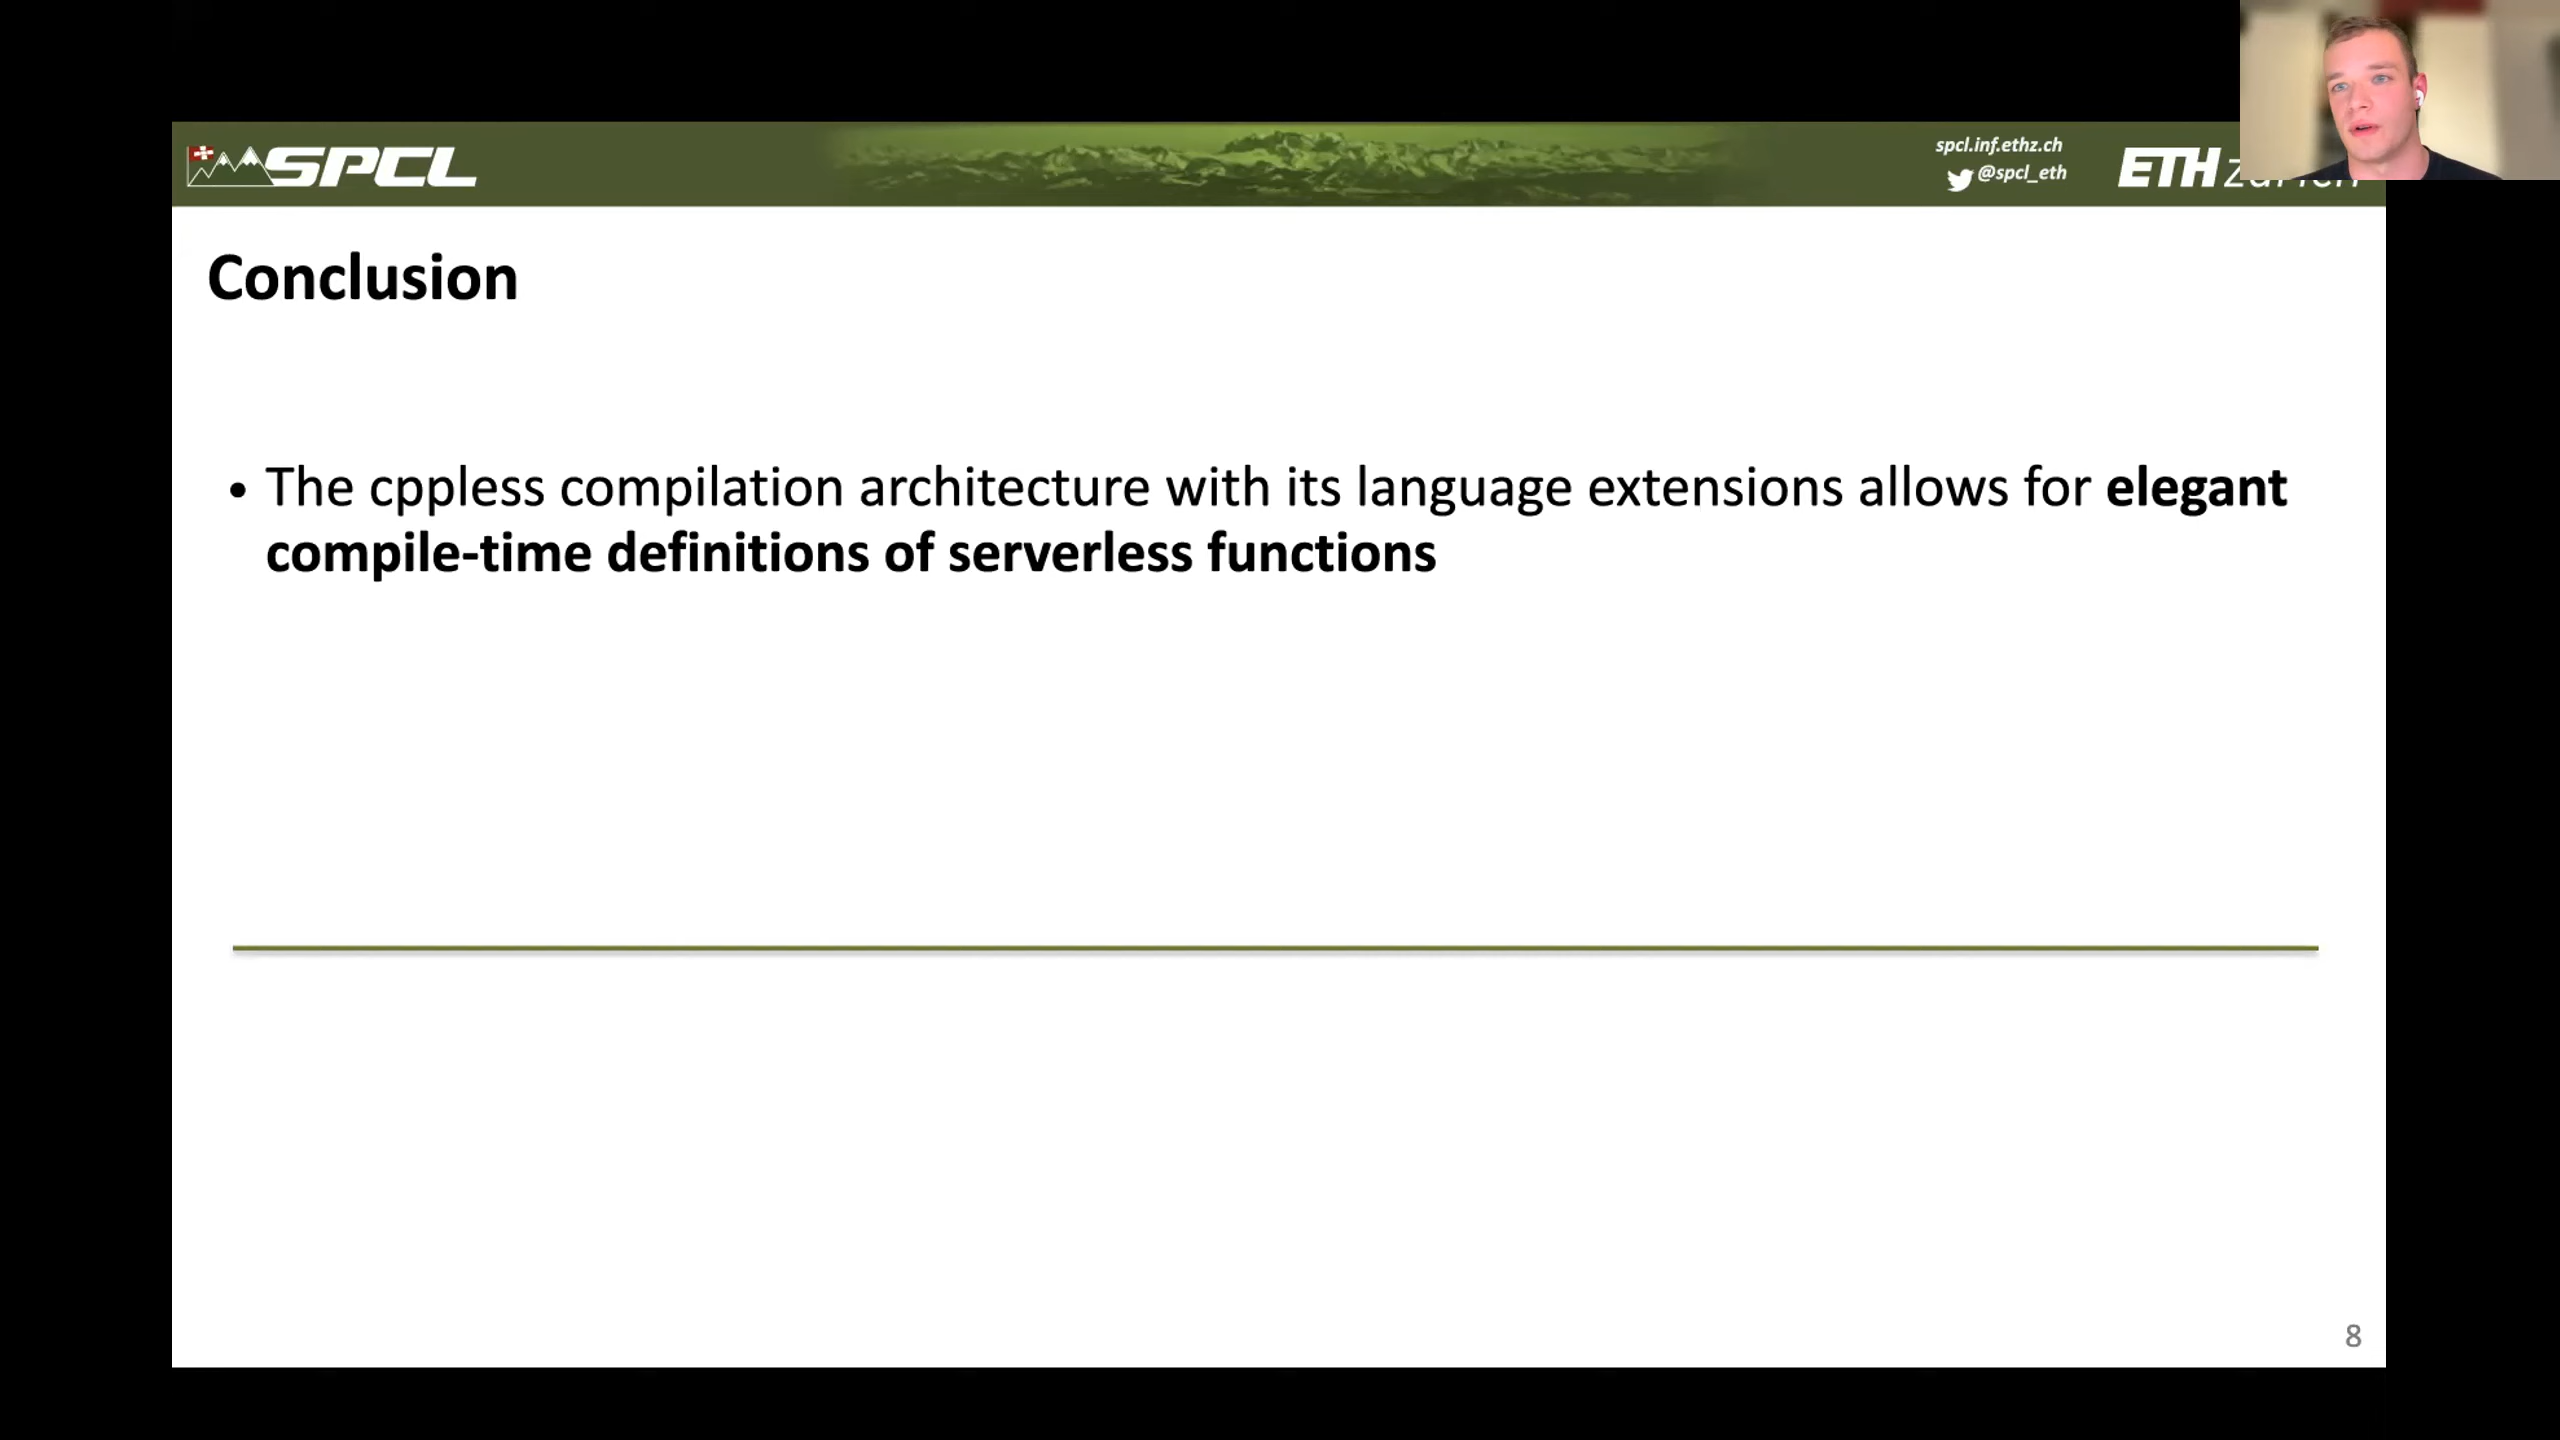 SPCL
spcl.inf.ethz.ch
@spcl_eth
ETH
Conclusion
• The cppless compilation architecture with its language extensions allows for elegant
compile-time definitions of serverless functions
8